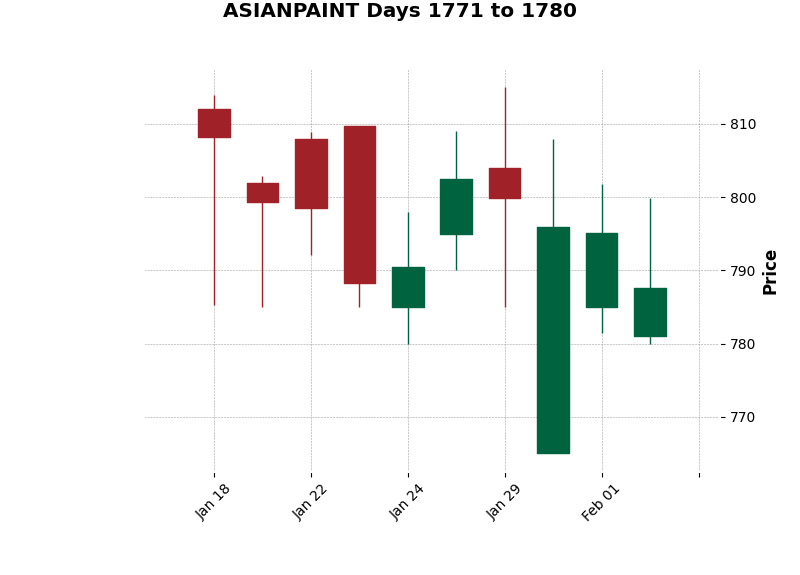 ASIANPAINT Days 1771 to 1780
810
800
790
780
770
Price
Jan 18
Jan 22
Jan 24
Jan 29
Feb 01